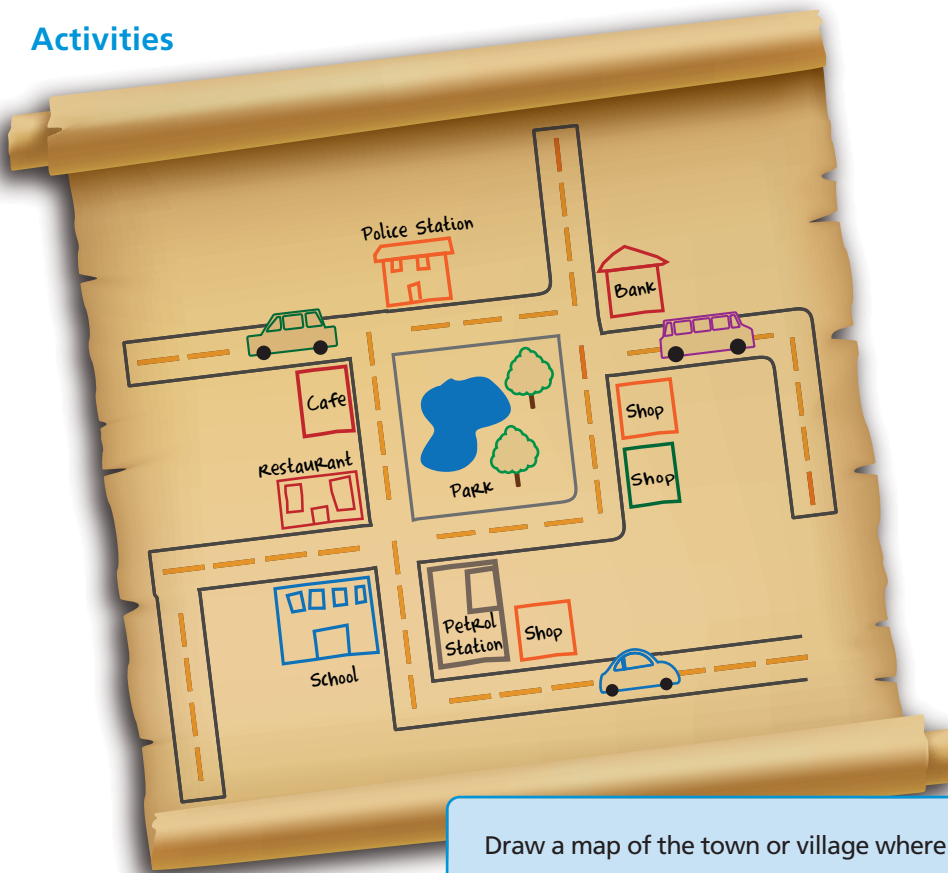 Activities
Police Station
Bank
Cafe
Shop
Restaurant
Shop
Park
Petrol
Station
Shop
School
Draw a map of the town or village where